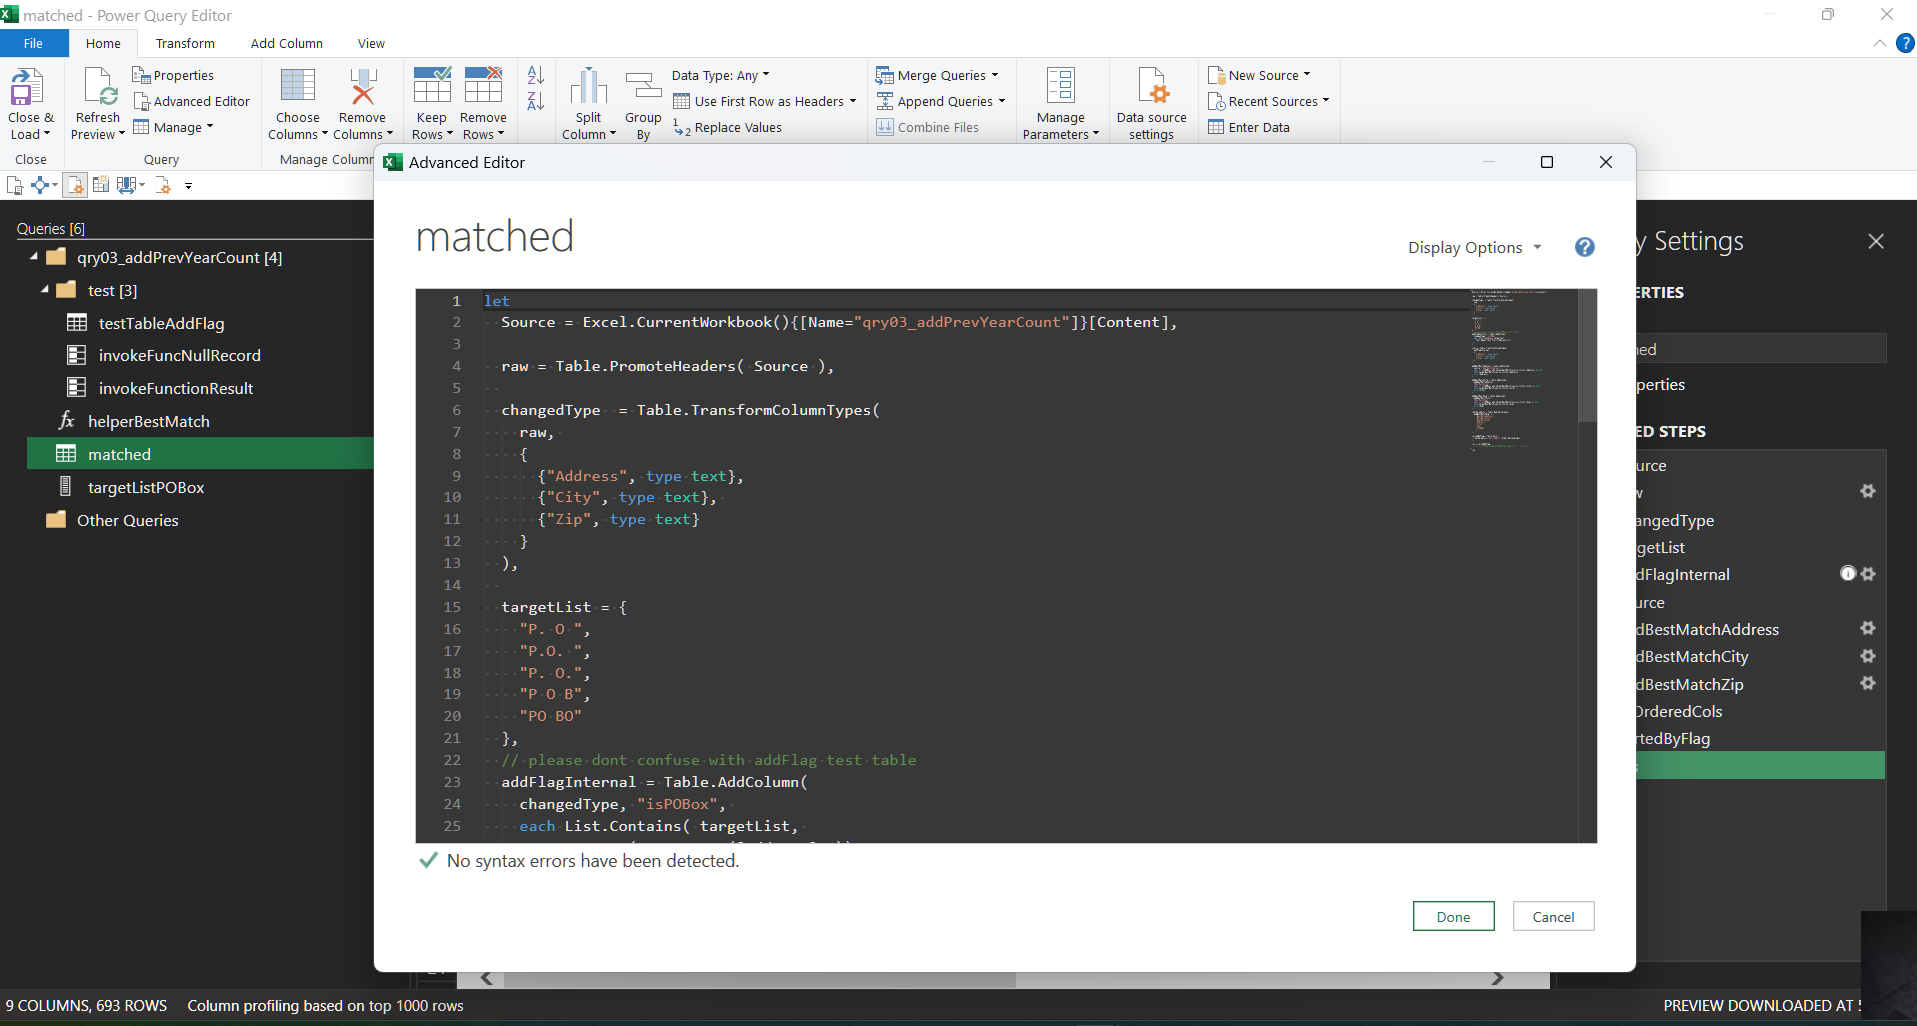 matched - Power Query Editor
File
Home
Transform
Add Column
View
Close &
Load
Close
Refresh
Preview
Properties
Advanced Editor
Manage
Query
Choose
Columns
Remove
Columns
Manage Column
Keep
Rows
Remove
Rows
Split
Column
Group
By
Data Type: Any
Use First Row as Headers
Replace Values
Merge Queries
Append Queries
Combine Files
Manage
Parameters
Data source
settings
New Source
Recent Sources
Enter Data
Queries [6]
qry03_addPrevYearCount [4]
test [3]
testTableAddFlag
invokeFuncNullRecord
invokeFunctionResult
helperBestMatch
matched
targetListPOBox
Other Queries
Advanced Editor
matched
Display Options
1 let
2 Source = Excel.CurrentWorkbook(){[Name="qry03_addPrevYearCount"]}[Content],
3
4 raw = Table.PromoteHeaders( Source ),
5
6 changedType = Table.TransformColumnTypes(
7 raw,
8 {
9 {"Address", type text},
10 {"City", type text},
11 {"Zip", type text}
12 }
13 ),
14
15 targetList = {
16 "P. O ",
17 "P.O. ",
18 "P. O.",
19 "P O B",
20 "PO BO"
21 },
22 // please dont confuse with addFlag test table
23 addFlagInternal = Table.AddColumn(
24 changedType, "isPOBox",
25 each List.Contains( targetList,
No syntax errors have been detected.
Done
Cancel
y Settings
ERTIES
ed
perties
ED STEPS
urce
w
angedType
getList
dFlagInternal
urce
dBestMatchAddress
dBestMatchCity
dBestMatchZip
OrderedCols
rtedByFlag
9 COLUMNS, 693 ROWS
Column profiling based on top 1000 rows
PREVIEW DOWNLOADED AT 5